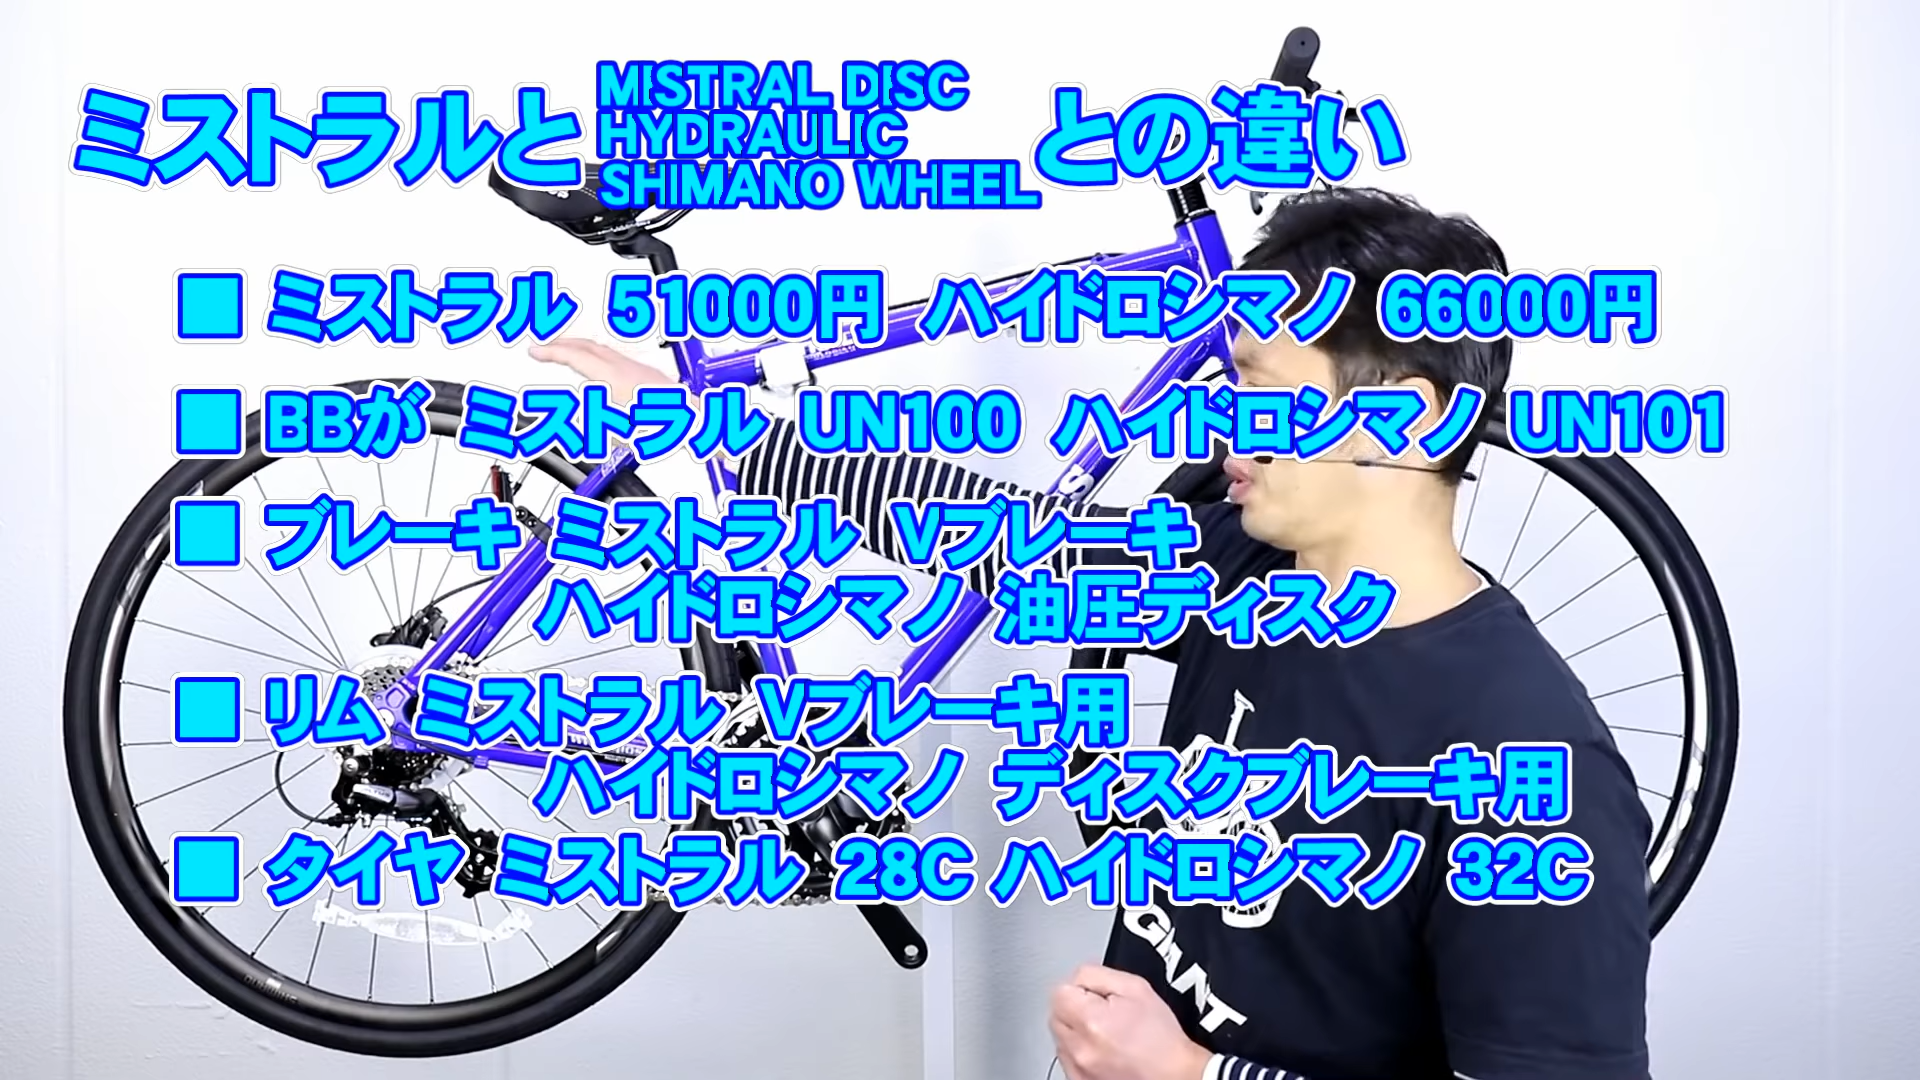 ミストラルと MISTRAL DISC HYDRAULIC SHIMANO WHEEL との違い
■ ミストラル 51000円 ハイドロシマノ 66000円
■ BBが ミストラル UN100 ハイドロシマノ UN101
■ ブレーキ ミストラル Vブレーキ
ハイドロシマノ 油圧ディスク
■ リム ミストラル Vブレーキ用
ハイドロシマノ ディスクブレーキ用
■ タイヤ ミストラル 28C ハイドロシマノ 32C
GIANT